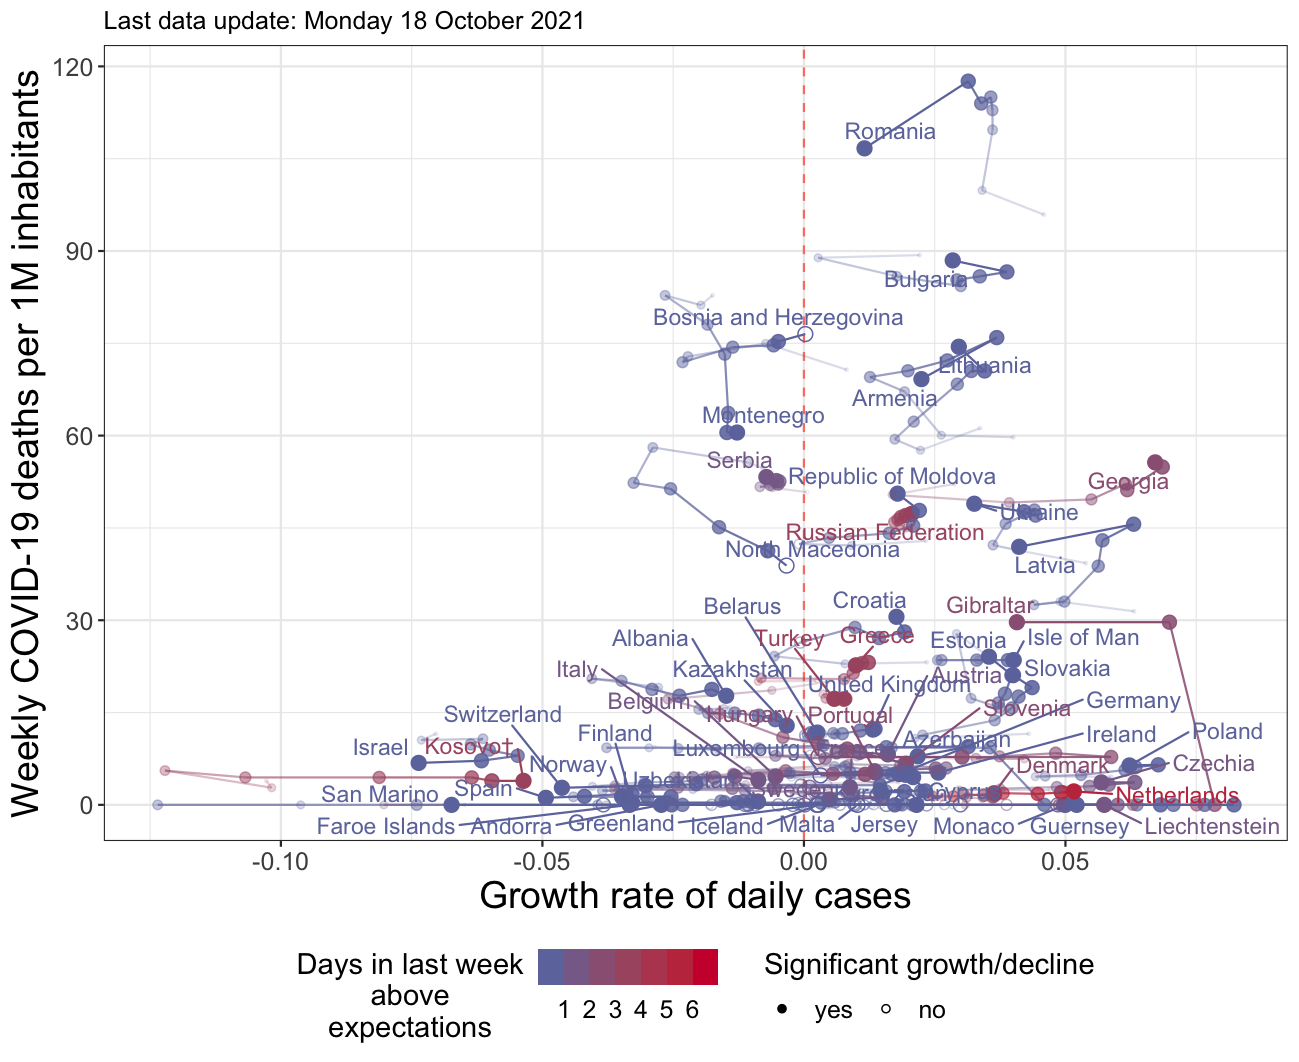 Last data update: Monday 18 October 2021
Weekly COVID-19 deaths per 1M inhabitants
120
90
60
30
0
Romania
Bulgaria
Bosnia and Herzegovina
Lithuania
Armenia
Montenegro
Serbia
Republic of Moldova
Georgia
Ukraine
Russian Federation
North Macedonia
Latvia
Belarus
Croatia
Gibraltar
Albania
Turkey
Greece
Estonia
Isle of Man
Italy
Kazakhstan
Austria
Slovakia
United Kingdom
Belgium
Hungary
Portugal
Slovenia
Germany
Switzerland
Finland
Azerbaijan
Ireland
Poland
Israel
Kosovo†
Luxembourg
Norway
Denmark
Czechia
San Marino
Spain
Sweden
Cyprus
Netherlands
Faroe Islands
Andorra
Greenland
Iceland
Malta
Jersey
Monaco
Guernsey
Liechtenstein
-0.10
-0.05
0.00
0.05
Growth rate of daily cases
Days in last week
above
expectations
1 2 3 4 5 6
Significant growth/decline
yes
no